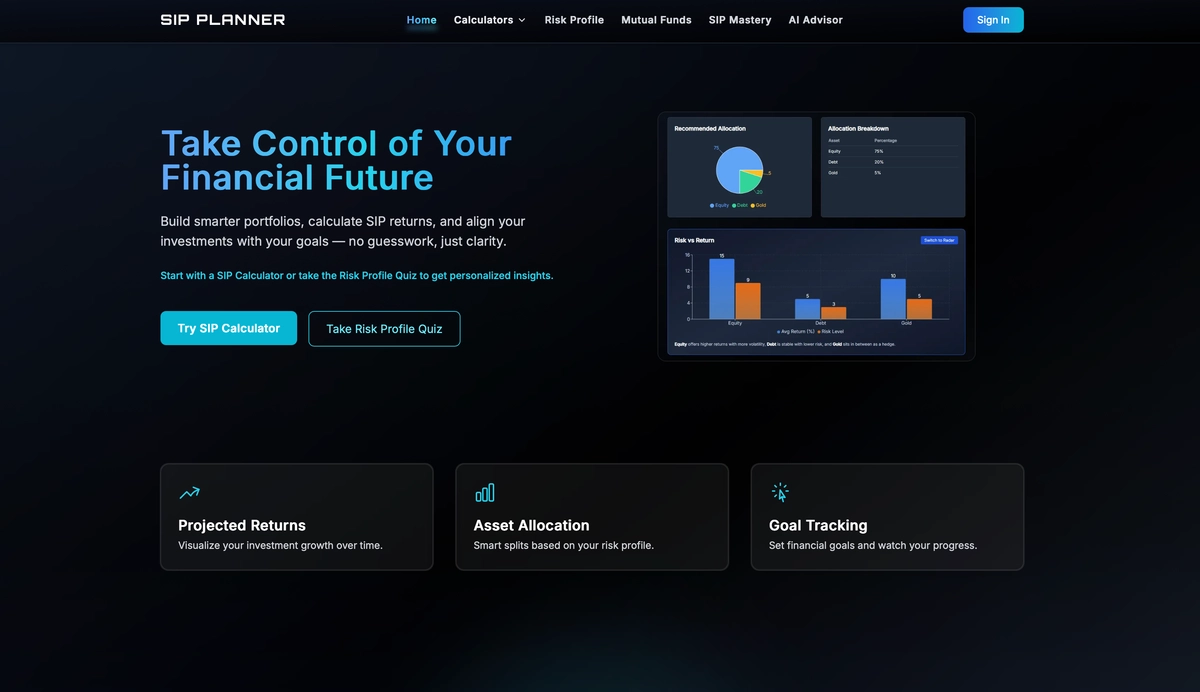 SIP PLANNER
Home Calculators Risk Profile Mutual Funds SIP Mastery AI Advisor
Sign In
Take Control of Your
Financial Future
Build smarter portfolios, calculate SIP returns, and align your
investments with your goals — no guesswork, just clarity.
Start with a SIP Calculator or take the Risk Profile Quiz to get personalized insights.
Try SIP Calculator
Take Risk Profile Quiz
Recommended Allocation
75
5
20
Equity Debt Gold
Allocation Breakdown
Asset Percentage
Equity 75%
Debt 20%
Gold 5%
Risk vs Return
Switch to Radar
16
12
8
4
0
15
9
5
3
10
5
Equity Debt Gold
Avg Return (%) Risk Level
Equity offers higher returns with more volatility, Debt is stable with lower risk, and Gold sits in between as a hedge.
Projected Returns
Visualize your investment growth over time.
Asset Allocation
Smart splits based on your risk profile.
Goal Tracking
Set financial goals and watch your progress.